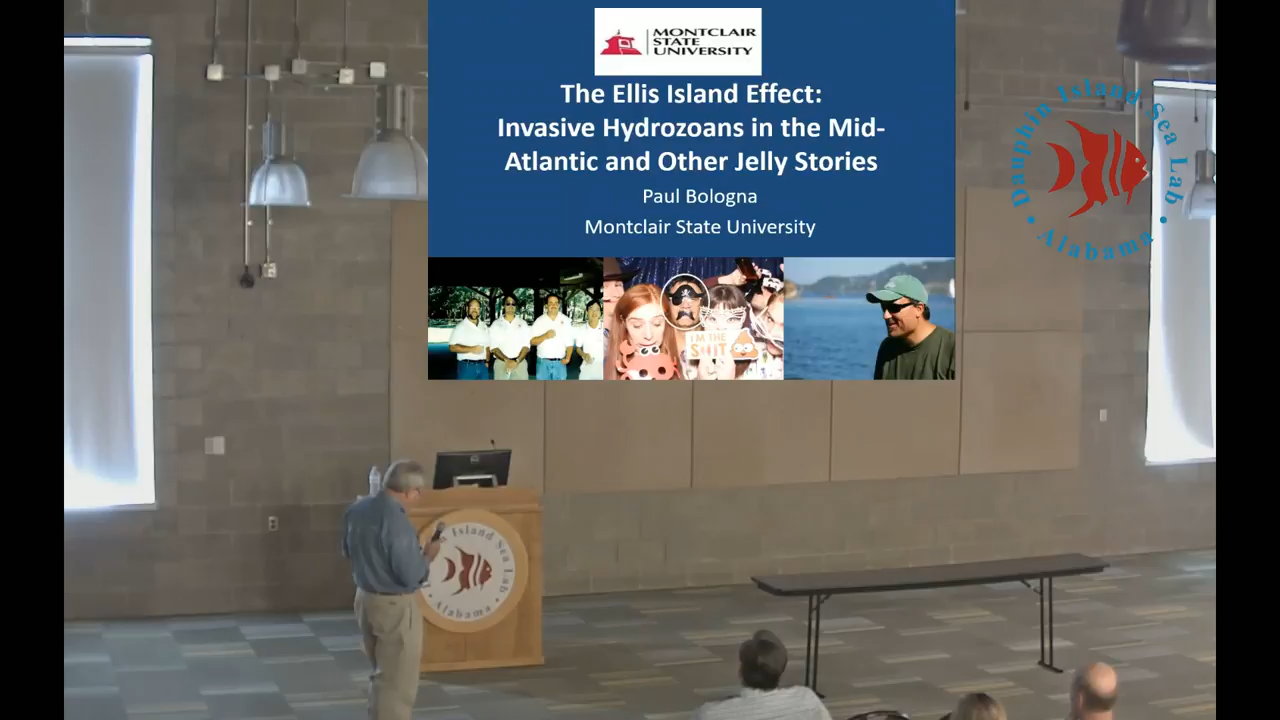 MONTCLAIR
STATE
UNIVERSITY
The Ellis Island Effect:
Invasive Hydrozoans in the Mid-
Atlantic and Other Jelly Stories
Paul Bologna
Montclair State University
I'M THE
Dauphin Island Sea Lab
• Alabama •
Island Sea Lab
• Alabama •